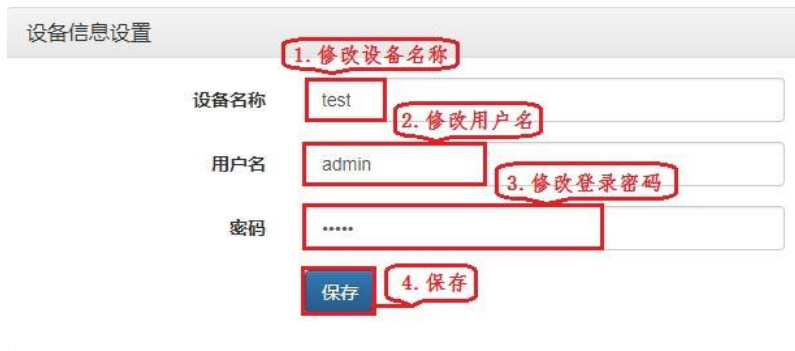 设备信息设置
1.修改设备名称
设备名称 test
2.修改用户名
用户名 admin
3.修改登录密码
密码 •••••
保存 4.保存